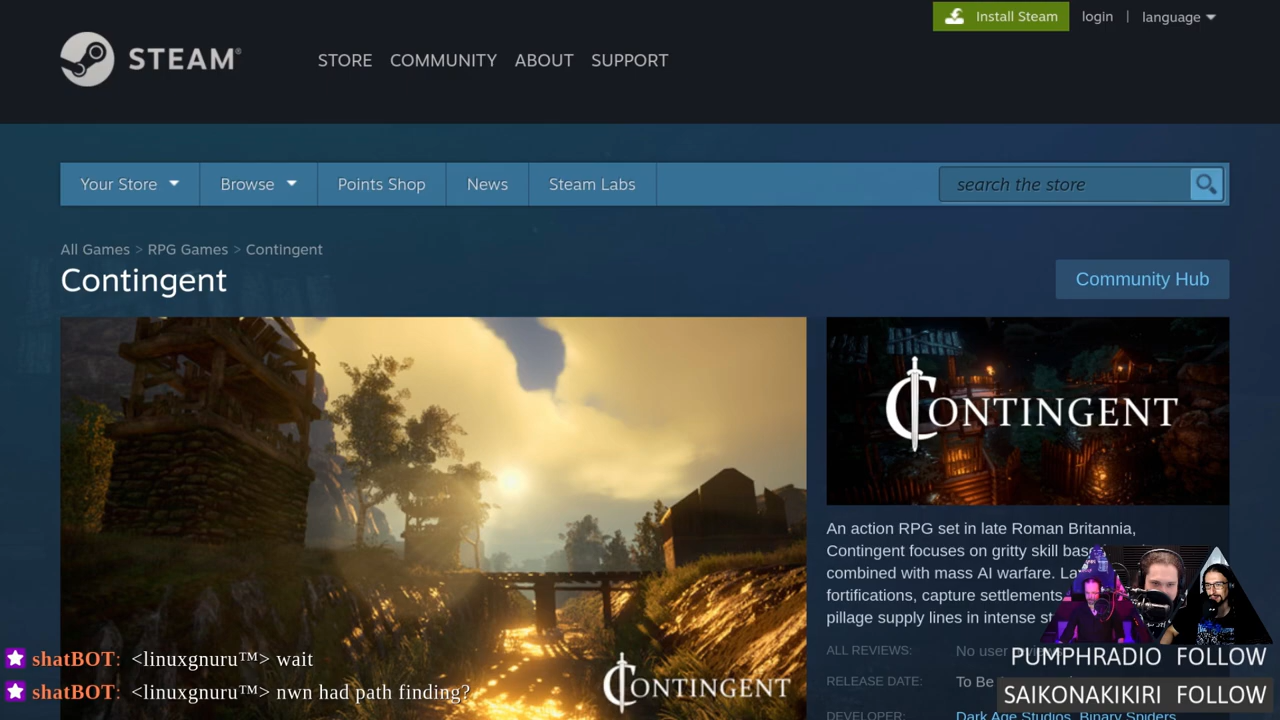 Install Steam
login | language
STEAM®
STORE COMMUNITY ABOUT SUPPORT
Your Store Browse Points Shop News Steam Labs
search the store
All Games > RPG Games > Contingent
Contingent
Community Hub
CONTINGENT
An action RPG set in late Roman Britannia,
Contingent focuses on gritty skill
combined with mass AI warfare.
fortifications, capture settlements
pillage supply lines in intense
ALL REVIEWS: No user
RELEASE DATE: To Be
DEVELOPER: Dark Age Studios, Binary Spiders
CONTINGENT
shatBOT: <linuxgnuru™> wait
shatBOT: <linuxgnuru™> nwn had path finding?
PUMPHRADIO FOLLOW
SAIKONAKIKIRI FOLLOW